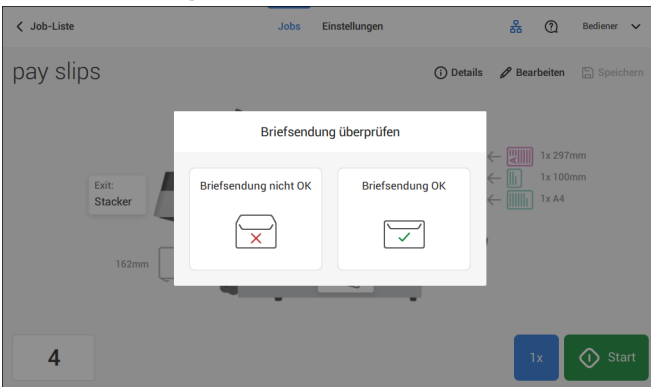 Job-Liste
Jobs
Einstellungen
Bediener
pay slips
Details
Bearbeiten
Speichern
Briefsendung überprüfen
Briefsendung nicht OK
Briefsendung OK
Exit:
Stacker
162mm
1x 297mm
1x 100mm
1x A4
4
1x
Start